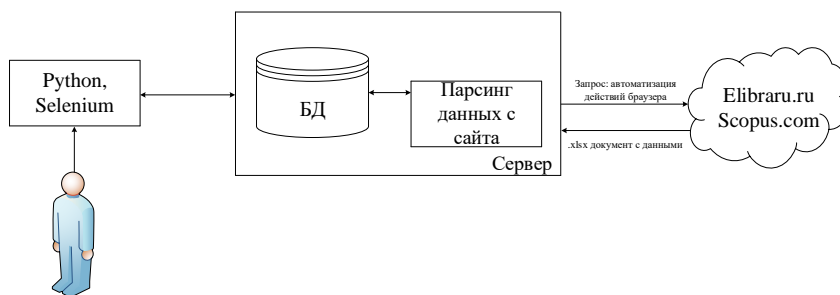 Python,
Selenium
БД
Парсинг
данных с
сайта
Сервер
Запрос: автоматизация
действий браузера
.xlsx документ с данными
Elibraru.ru
Scopus.com